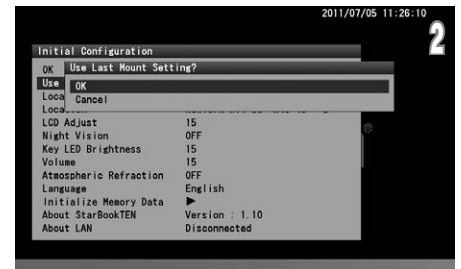 2011/07/05 11:26:10
2
Initial Configuration
OK
Use Last Mount Setting?
Use
OK
Loca
Cancel
Loca
LCD Adjust 15
Night Vision OFF
Key LED Brightness 15
Volume 15
Atmospheric Refraction OFF
Language English
Initialize Memory Data ▶
About StarBookTEN Version : 1.10
About LAN Disconnected
®